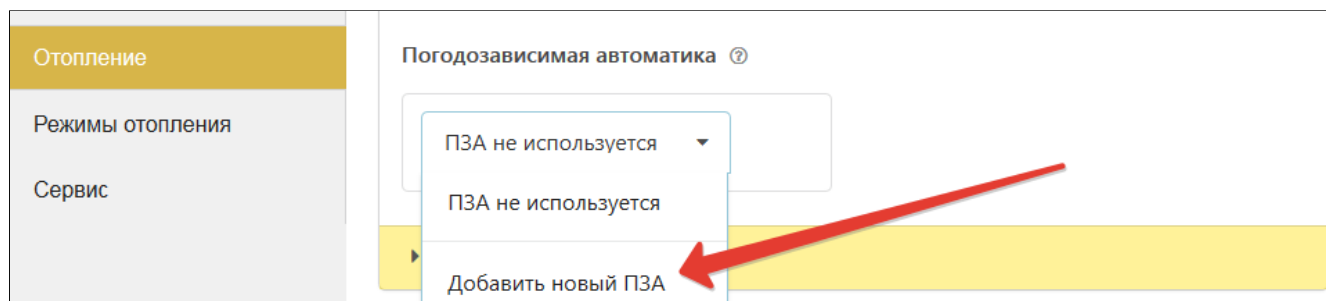 Отопление
Режимы отопления
Сервис
Погодозависимая автоматика ?
ПЗА не используется
ПЗА не используется
Добавить новый ПЗА